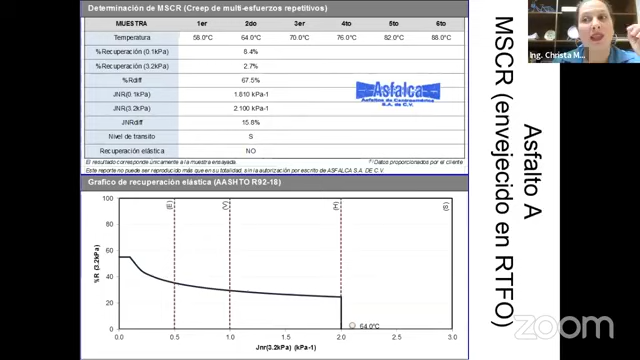 Determinación de MSCR (Creep de multi-esfuerzos repetitivos)
MUESTRA 1er 2do 3er 4to 5to 6to
Temperatura 58.0°C 64.0°C 70.0°C 76.0°C 82.0°C 88.0°C
%Recuperación (0.1kPa) 8.4%
%Recuperación (3.2kPa) 2.7%
%Rdiff 67.5%
JNR(0.1kPa) 1.810 kPa-1
JNR(3.2kPa) 2.100 kPa-1
JNRdiff 15.8%
Nivel de transito S
Recuperación elástica NO
Asfalca
Asfaltos de Centroamérica
S.A. de C.V.
El resultado corresponde únicamente a la muestra ensayada. (*) Datos proporcionados por el cliente
Este reporte no puede ser reproducido más que en su totalidad, sin la autorización por escrito de ASFALCA S.A. DE C.V.
Grafico de recuperación elástica (AASHTO R92-18)
100
80
60
40
20
0
%R (3.2kPa)
(E) (V) (H) (S)
64.0°C
0.0 0.5 1.0 1.5 2.0 2.5 3.0
Jnr(3.2kPa) (kPa-1)
Asfalto A
MSCR (envejecido en RTFO)
Ing. Christa M...
zoom